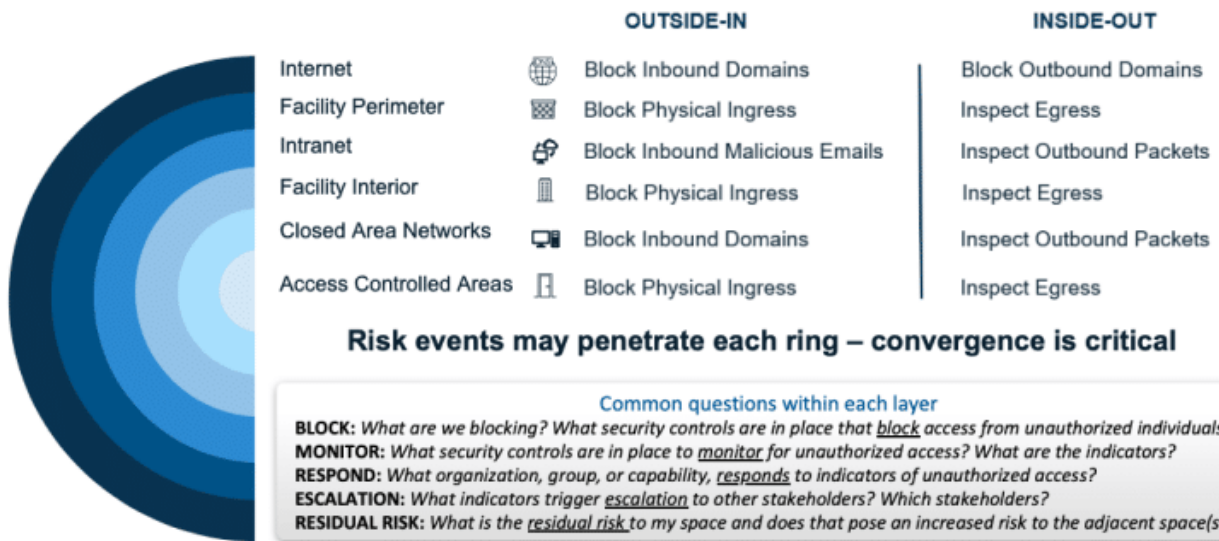 OUTSIDE-IN INSIDE-OUT
Internet Block Inbound Domains Block Outbound Domains
Facility Perimeter Block Physical Ingress Inspect Egress
Intranet Block Inbound Malicious Emails Inspect Outbound Packets
Facility Interior Block Physical Ingress Inspect Egress
Closed Area Networks Block Inbound Domains Inspect Outbound Packets
Access Controlled Areas Block Physical Ingress Inspect Egress
Risk events may penetrate each ring – convergence is critical
Common questions within each layer
BLOCK: What are we blocking? What security controls are in place that block access from unauthorized individuals
MONITOR: What security controls are in place to monitor for unauthorized access? What are the indicators?
RESPOND: What organization, group, or capability, responds to indicators of unauthorized access?
ESCALATION: What indicators trigger escalation to other stakeholders? Which stakeholders?
RESIDUAL RISK: What is the residual risk to my space and does that pose an increased risk to the adjacent space(s